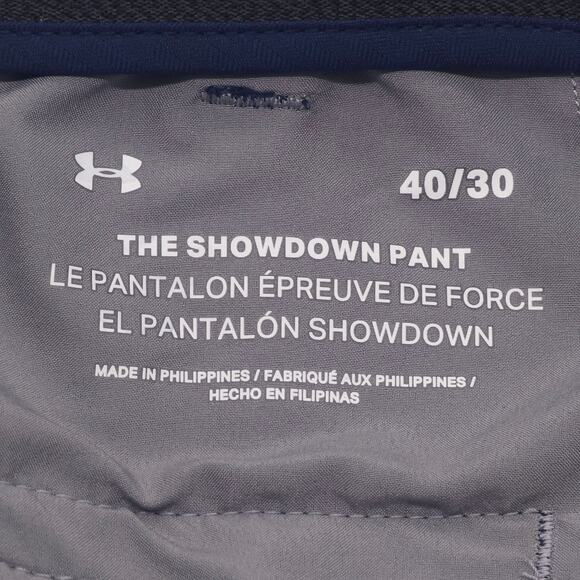 40/30
THE SHOWDOWN PANT
LE PANTALON ÉPREUVE DE FORCE
EL PANTALÓN SHOWDOWN
MADE IN PHILIPPINES / FABRIQUÉ AUX PHILIPPINES /
HECHO EN FILIPINAS